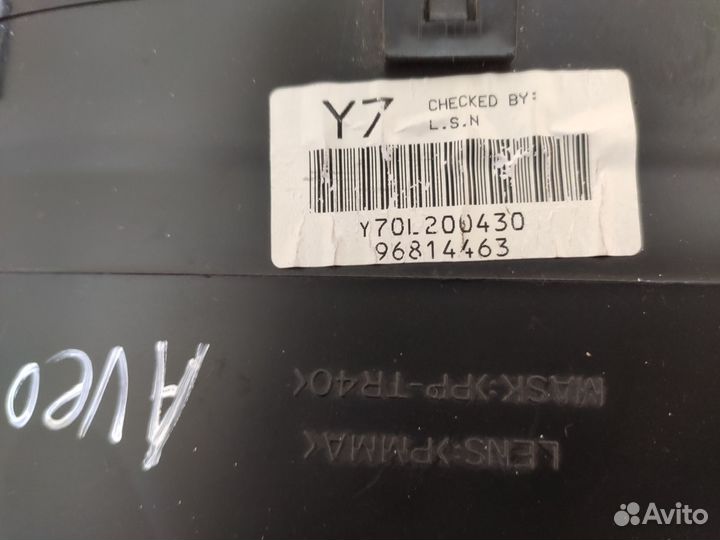 Y7 CHECKED BY:
L.S.N
Y70L200430
96814463
Aveo
MASK:>PP-TR40<
LENS:>PMMA<
Avito